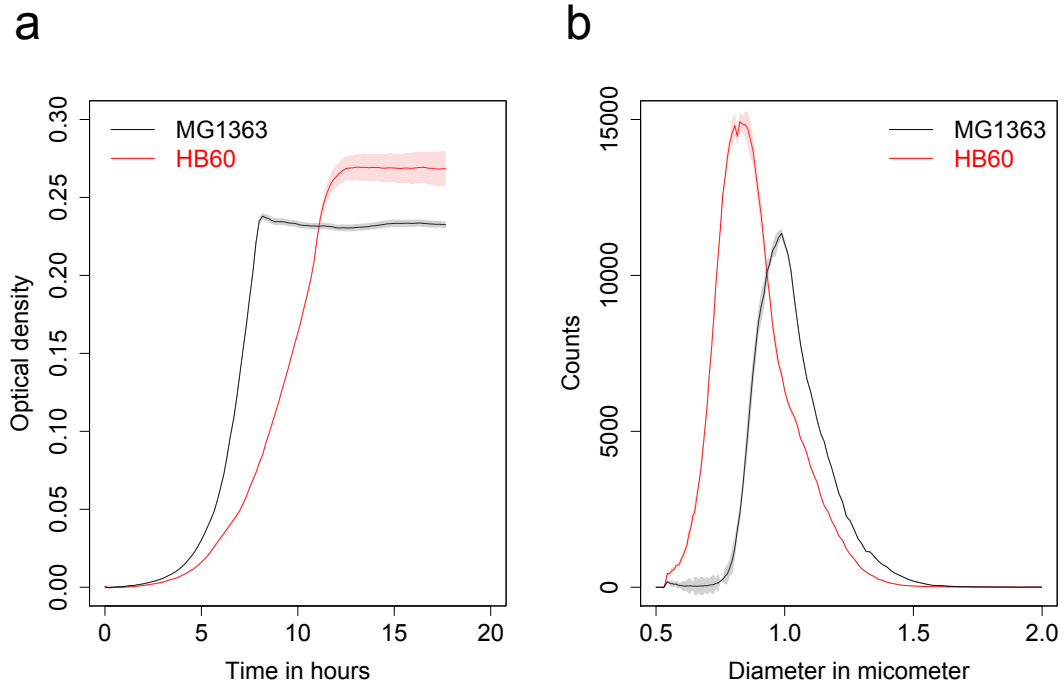 a
0.30
0.25
0.20
0.15
0.10
0.05
0.00
Optical density
MG1363
HB60
0
5
10
15
20
Time in hours
b
15000
10000
5000
0
Counts
MG1363
HB60
0.5
1.0
1.5
2.0
Diameter in micometer